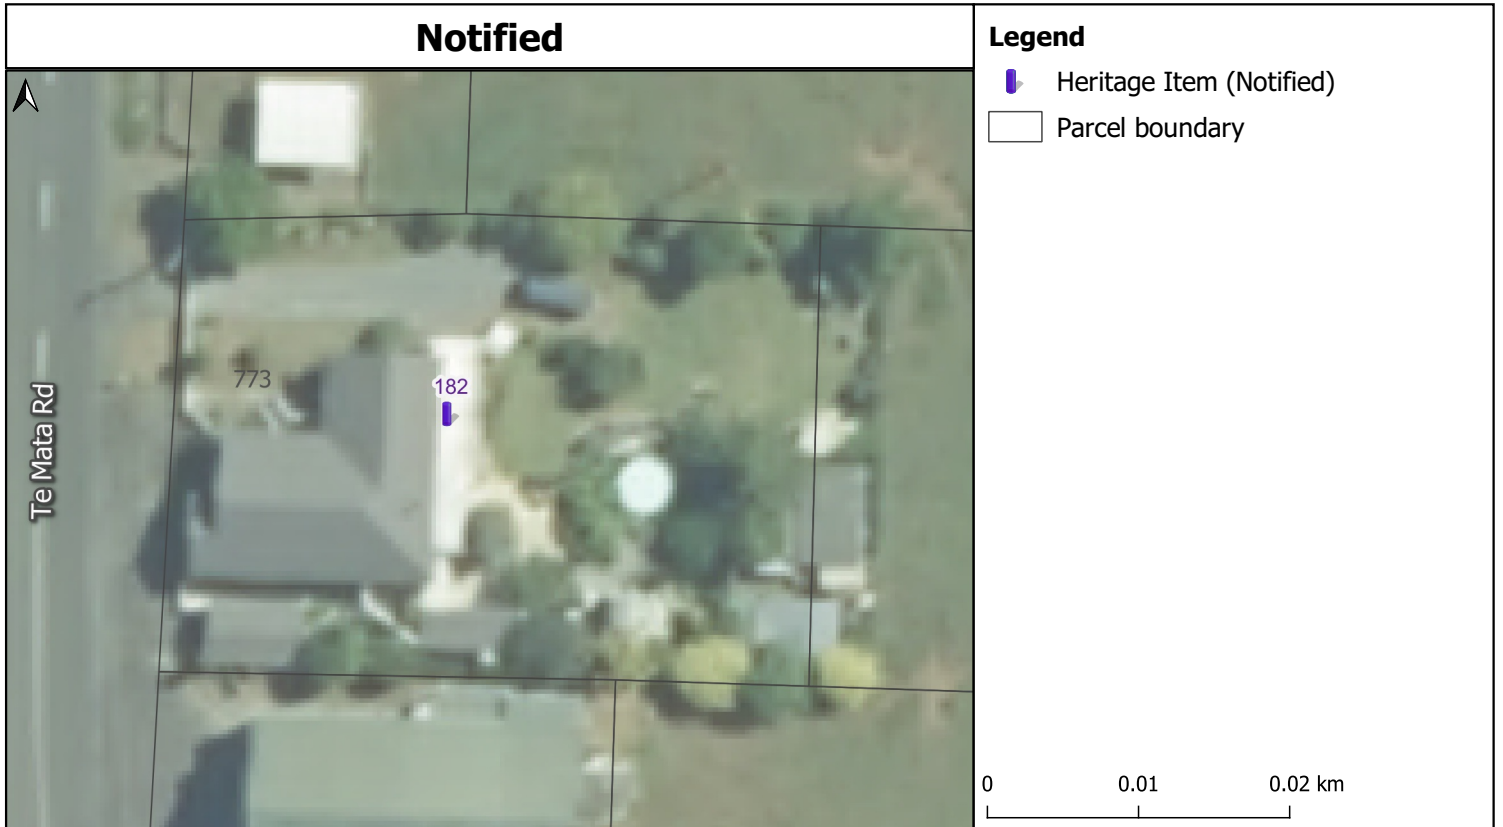 Notified
Legend
Heritage Item (Notified)
Parcel boundary
773
182
Te Mata Rd
0 0.01 0.02 km